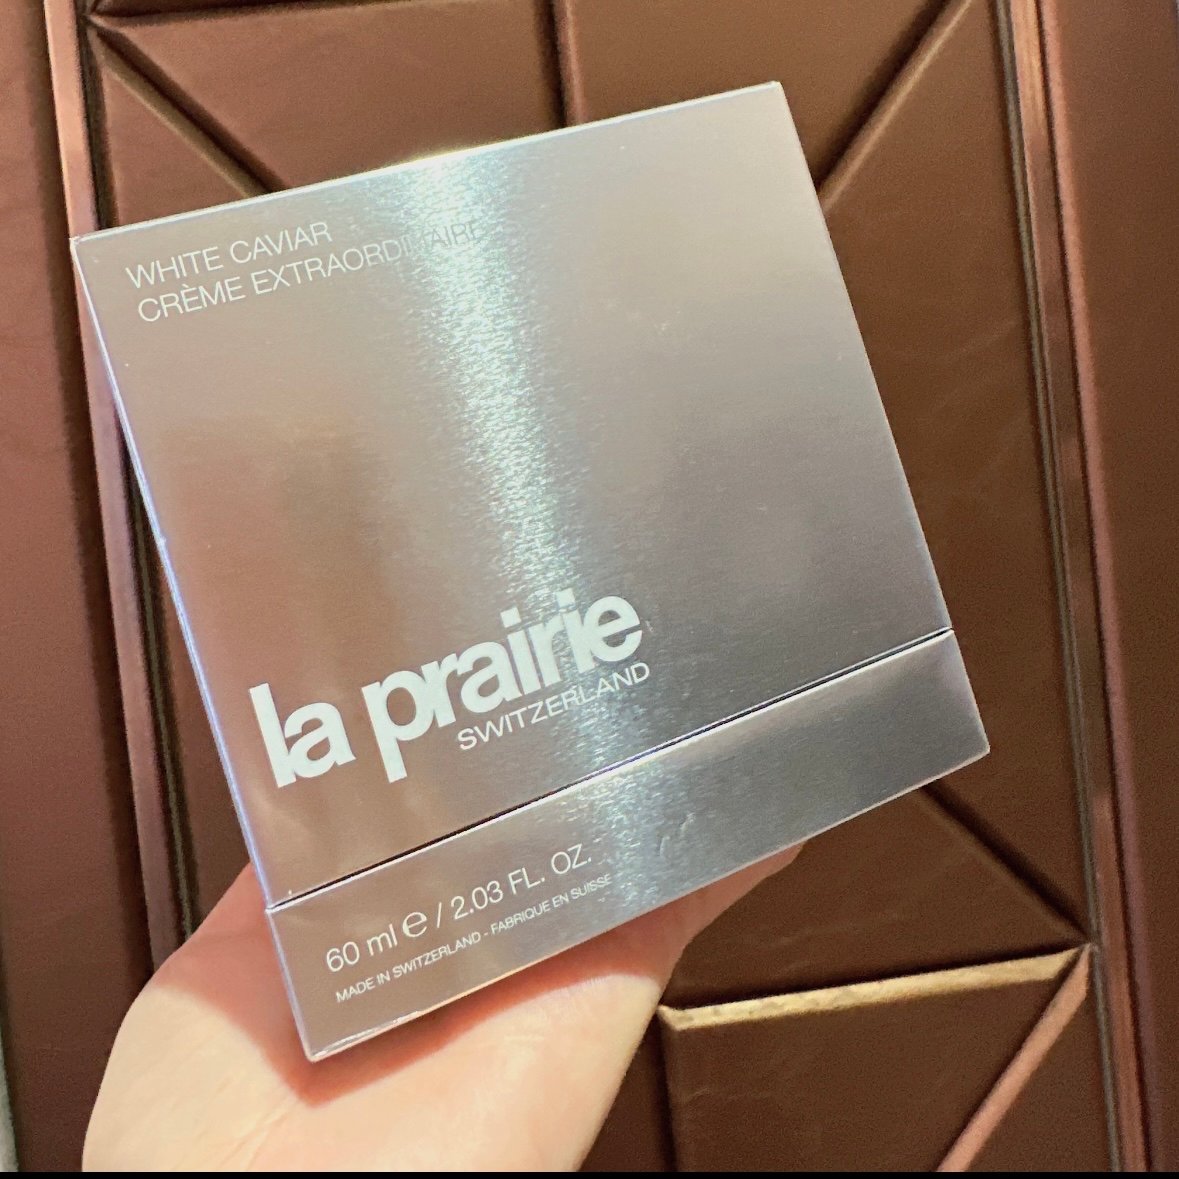 WHITE CAVIAR
CRÈME EXTRAORDINAIRE
la prairie
SWITZERLAND
60 ml ℮ / 2.03 FL. OZ.
MADE IN SWITZERLAND - FABRIQUE EN SUISSE